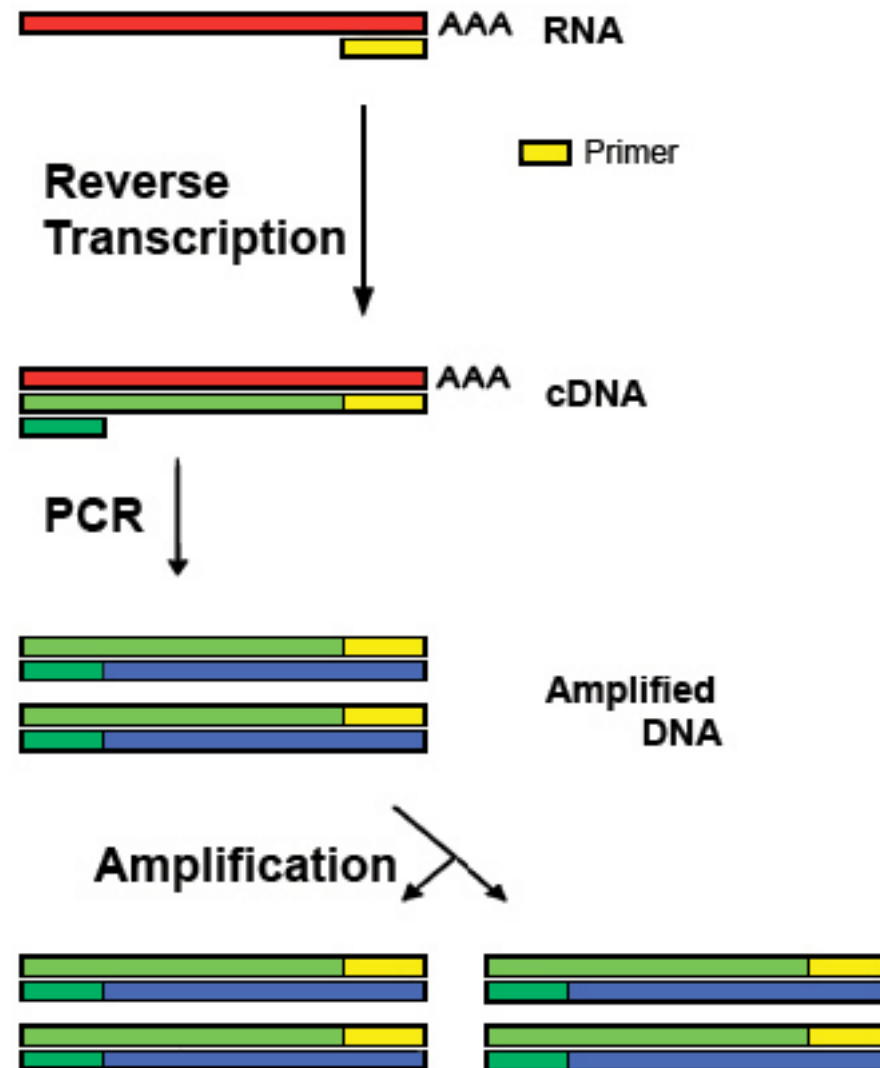 AAA RNA
Primer
Reverse
Transcription
AAA cDNA
PCR
Amplified
DNA
Amplification